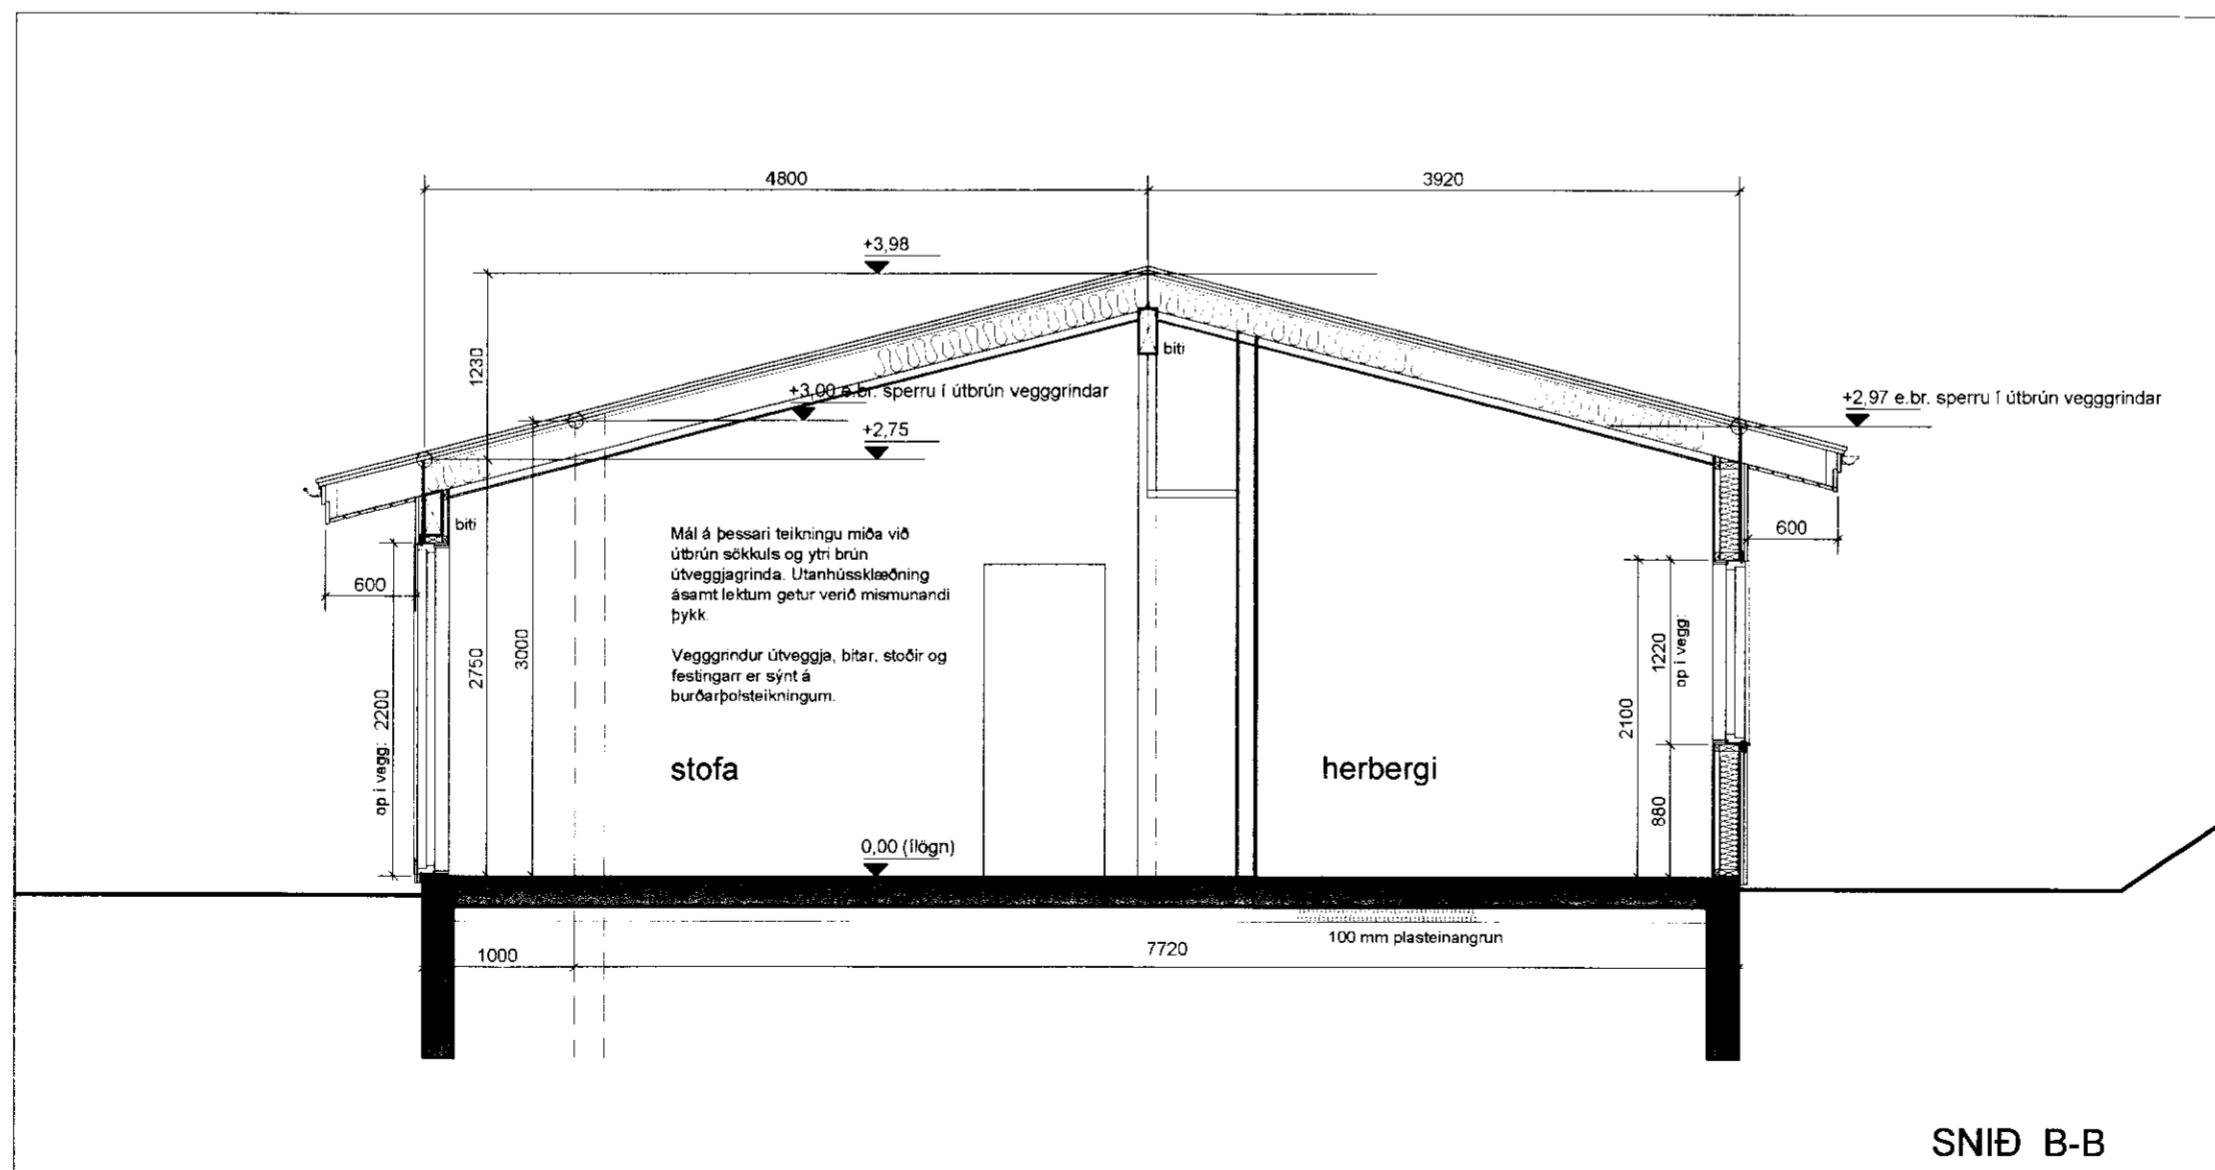 4800
3920
+3,98
1230
biti
+3,00 e.br. sperru í útbrún vegggrindar
+2,97 e.br. sperru í útbrún vegggrindar
+2,75
biti
Mál á þessari teikningu miða við
útbrún sökkuls og ytri brún
útveggjagrinda. Utanhússklæðning
ásamt lektum getur verið mismunandi
þykk.
Vegggrindur útveggja, bitar, stoðir og
festingarr er sýnt á
burðarþolsteikningum.
600
600
2750
3000
op í vegg: 2200
2100
1220
op í vegg:
880
stofa
herbergi
0,00 (ílögn)
100 mm plasteinangrun
1000
7720
SNIÐ B-B